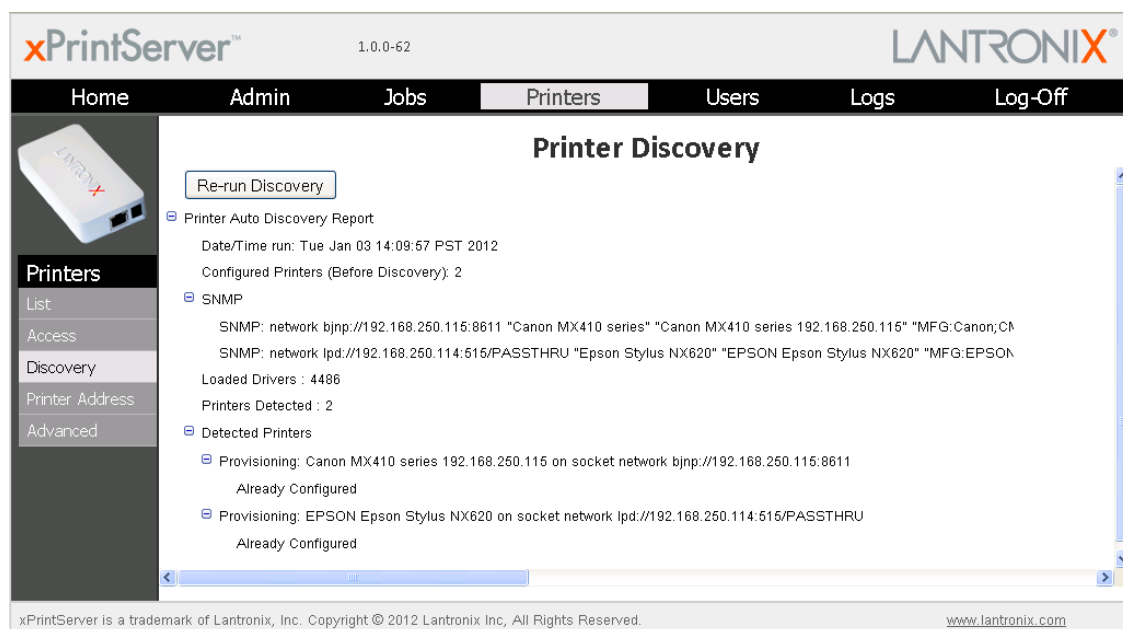 xPrintServer™ 1.0.0-62 LANTRONIX®
Home Admin Jobs Printers Users Logs Log-Off
LANTRONIX
Printer Discovery
Re-run Discovery
Printer Auto Discovery Report
Date/Time run: Tue Jan 03 14:09:57 PST 2012
Configured Printers (Before Discovery): 2
SNMP
SNMP: network bjnp://192.168.250.115:8611 "Canon MX410 series" "Canon MX410 series 192.168.250.115" "MFG:Canon;
SNMP: network lpd://192.168.250.114:515/PASSTHRU "Epson Stylus NX620" "EPSON Epson Stylus NX620" "MFG:EPSON
Loaded Drivers : 4486
Printers Detected : 2
Detected Printers
Provisioning: Canon MX410 series 192.168.250.115 on socket network bjnp://192.168.250.115:8611
Already Configured
Provisioning: EPSON Epson Stylus NX620 on socket network lpd://192.168.250.114:515/PASSTHRU
Already Configured
Printers
List
Access
Discovery
Printer Address
Advanced
xPrintServer is a trademark of Lantronix, Inc. Copyright © 2012 Lantronix Inc, All Rights Reserved. www.lantronix.com